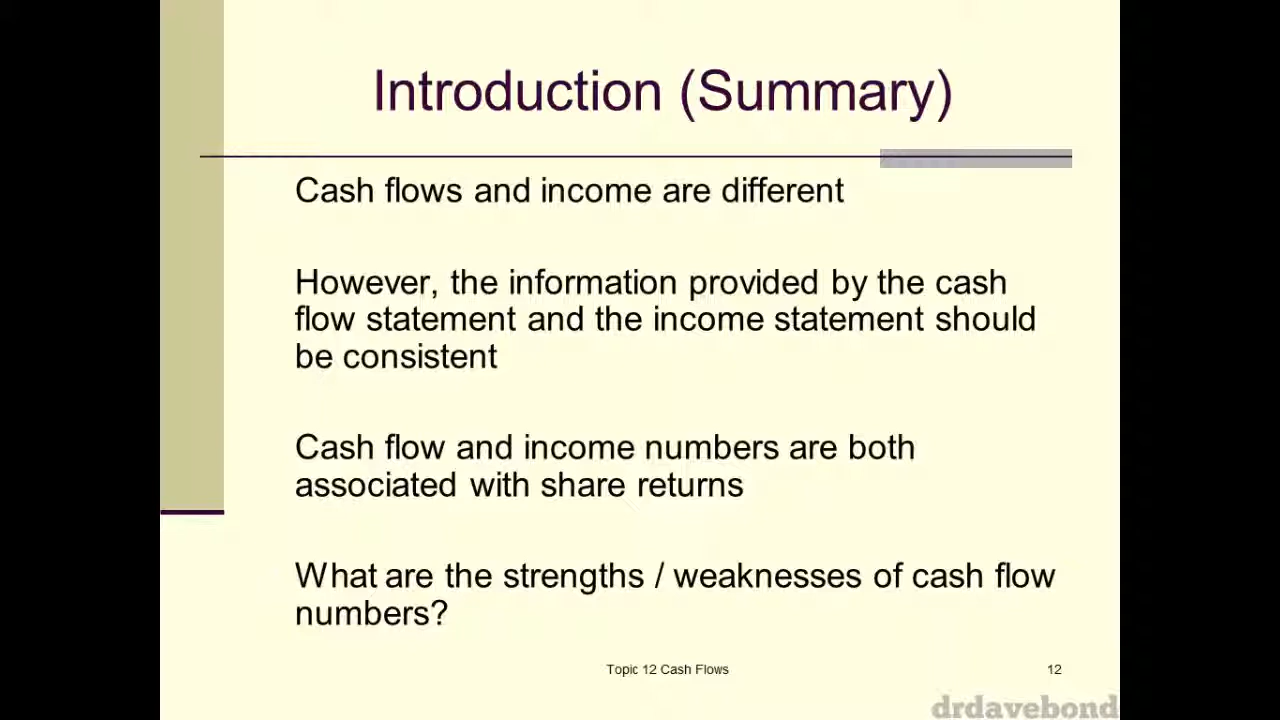 Introduction (Summary)
Cash flows and income are different
However, the information provided by the cash
flow statement and the income statement should
be consistent
Cash flow and income numbers are both
associated with share returns
What are the strengths / weaknesses of cash flow
numbers?
Topic 12 Cash Flows
12
drdavebond